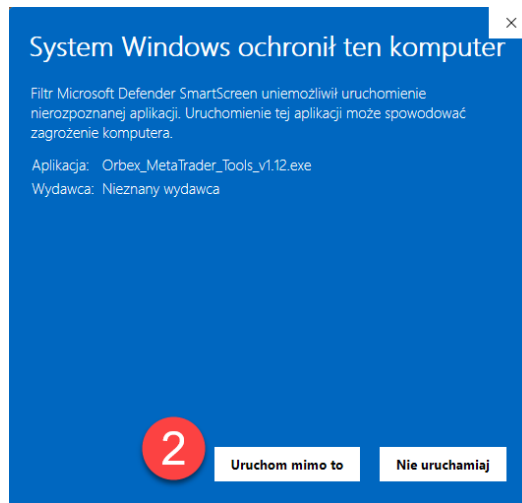 System Windows ochronił ten komputer
Filtr Microsoft Defender SmartScreen uniemożliwił uruchomienie
nierozpoznanej aplikacji. Uruchomienie tej aplikacji może spowodować
zagrożenie komputera.
Aplikacja: Orbex_MetaTrader_Tools_v1.12.exe
Wydawca: Nieznany wydawca
2
Uruchom mimo to Nie uruchamiaj